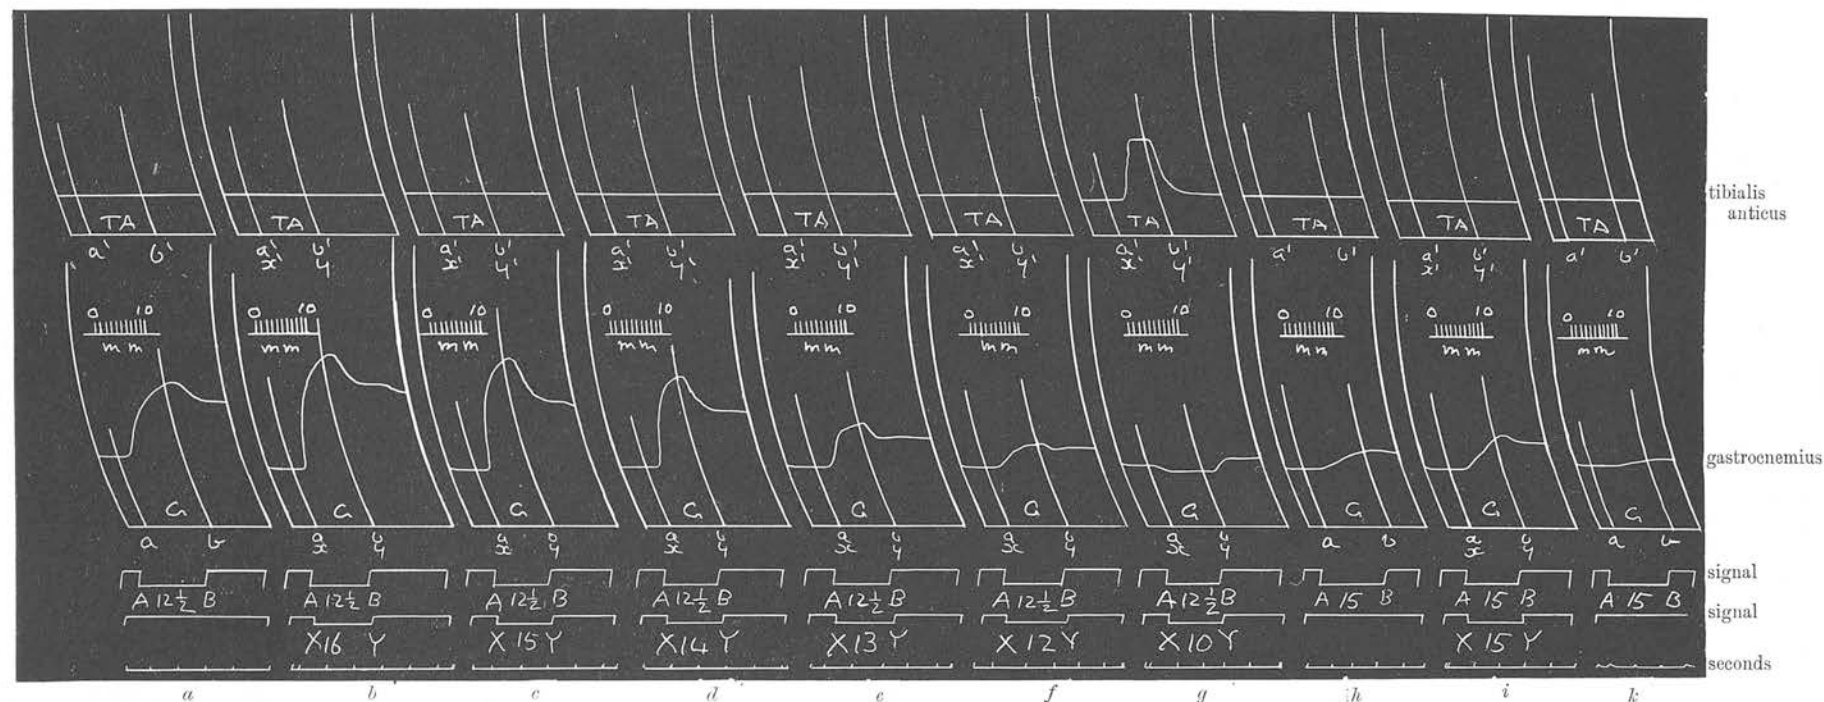 TA TA TA TA TA TA TA TA TA TA
tibialis
anticus
a' b' a' b' a' b' a' b' a' b' a' b a' b' a' b' a' b' a' b'
x' y x' y' x' y' x' y' x' y' x' y' x' y'
0 10 0 10 0 10 0 10 0 10 0 10 0 10 0 10 0 10 0 10
mm mm mm mm mm mm mm mm mm mm
gastrocnemius
G G G G G G G G G G
a b a b a b a b a b a b a b a b a b a b
x y x y x y x y x y x y x y
signal
A 12½ B A 12½ B A 12½ B A 12½ B A 12½ B A 12½ B A 12½ B A 15 B A 15 B A 15 B
signal
X 16 Y X 15 Y X 14 Y X 13 Y X 12 Y X 10 Y X 15 Y
seconds
a b c d e f g h i k